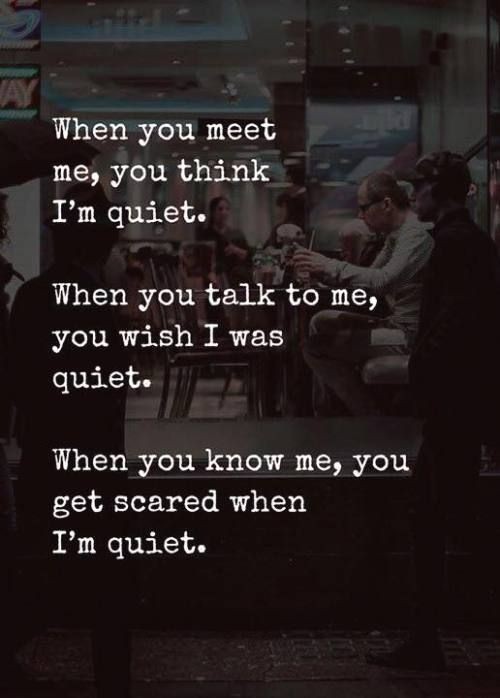 AY
When you meet
me, you think
I'm quiet.
When you talk to me,
you wish I was
quiet.
When you know me, you
get scared when
I'm quiet.